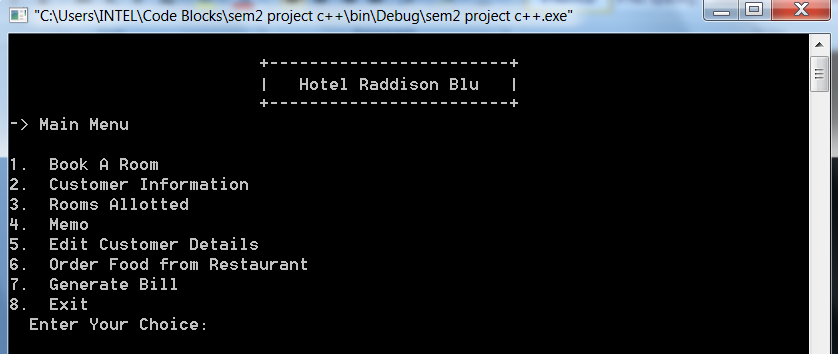 "C:\Users\INTEL\Code Blocks\sem2 project c++\bin\Debug\sem2 project c++.exe"
+------------------------+
|   Hotel Raddison Blu   |
+------------------------+
-> Main Menu
1.  Book A Room
2.  Customer Information
3.  Rooms Allotted
4.  Memo
5.  Edit Customer Details
6.  Order Food from Restaurant
7.  Generate Bill
8.  Exit
Enter Your Choice: